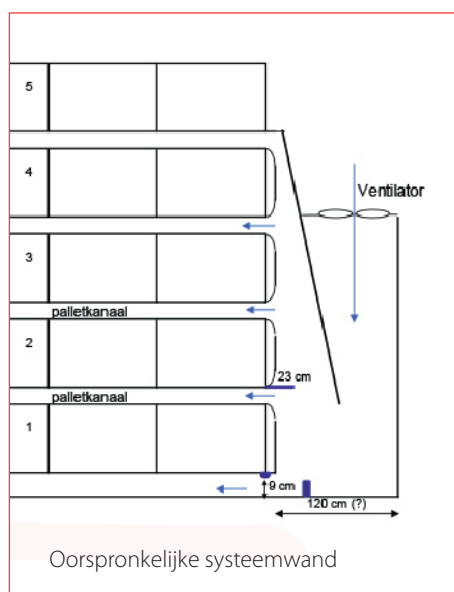 5
4
Ventilator
3
palletkanaal
2
23 cm
palletkanaal
1
9 cm
120 cm (?)
Oorspronkelijke systeemwand